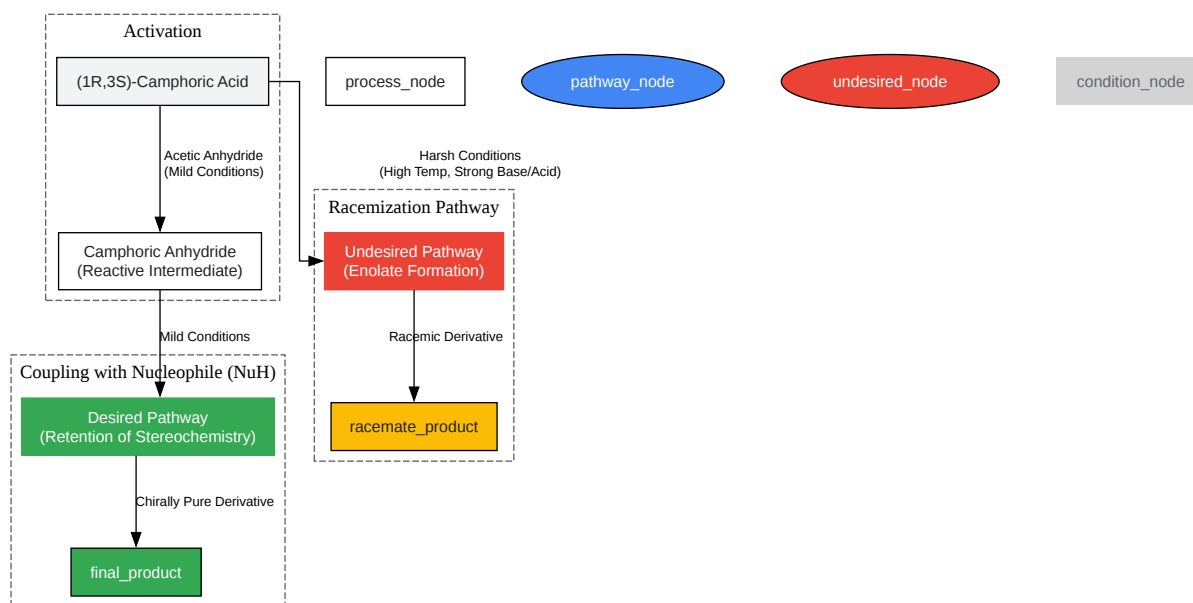 Activation
(1R,3S)-Camphoric Acid
process_node
pathway_node
undesired_node
condition_node
Acetic Anhydride
(Mild Conditions)
Harsh Conditions
(High Temp, Strong Base/Acid)
Racemization Pathway
Camphoric Anhydride
(Reactive Intermediate)
Undesired Pathway
(Enolate Formation)
Mild Conditions
Racemic Derivative
Coupling with Nucleophile (NuH)
Desired Pathway
(Retention of Stereochemistry)
racemate_product
Chirally Pure Derivative
final_product